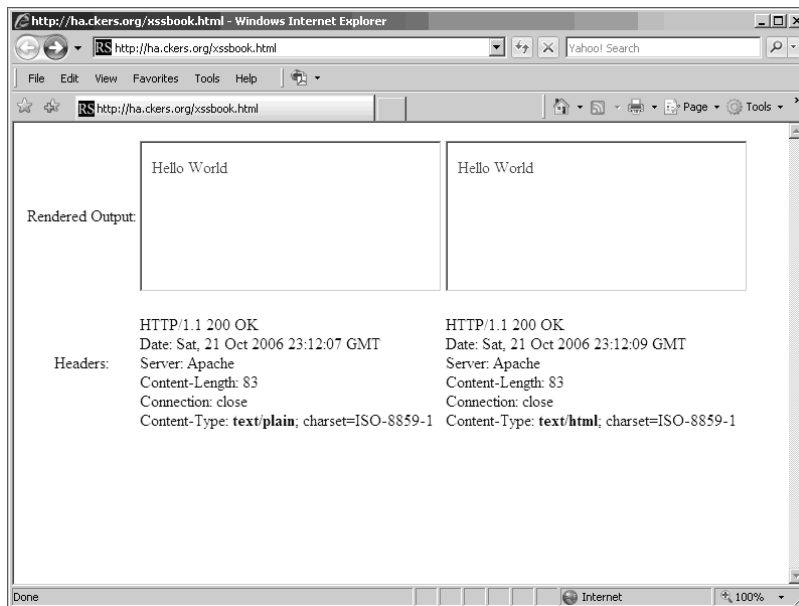 http://ha.ckers.org/xssbook.html - Windows Internet Explorer
RS http://ha.ckers.org/xssbook.html
Yahoo! Search
File Edit View Favorites Tools Help
RS http://ha.ckers.org/xssbook.html
Page Tools
Rendered Output:
Hello World
Hello World
Headers:
HTTP/1.1 200 OK
Date: Sat, 21 Oct 2006 23:12:07 GMT
Server: Apache
Content-Length: 83
Connection: close
Content-Type: text/plain; charset=ISO-8859-1
HTTP/1.1 200 OK
Date: Sat, 21 Oct 2006 23:12:09 GMT
Server: Apache
Content-Length: 83
Connection: close
Content-Type: text/html; charset=ISO-8859-1
Done
Internet
100%